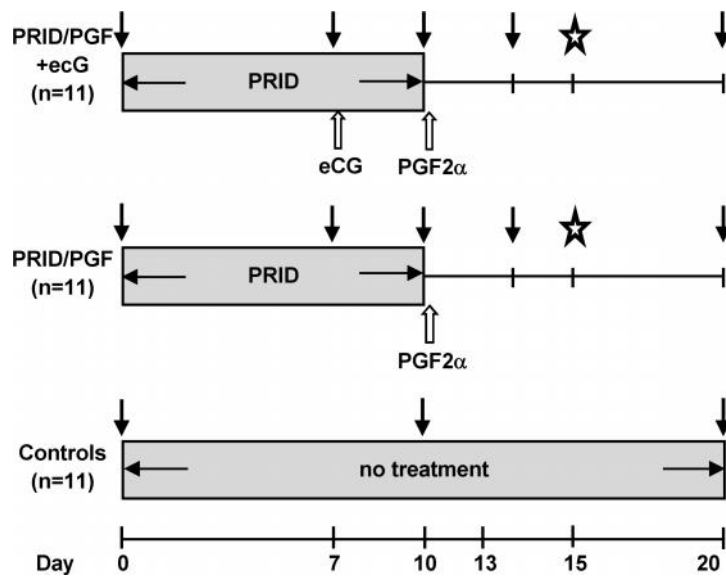 PRID/PGF
+ecG
(n=11)
PRID
eCG
PGF2α
PRID/PGF
(n=11)
PRID
PGF2α
Controls
(n=11)
no treatment
Day 0 7 10 13 15 20